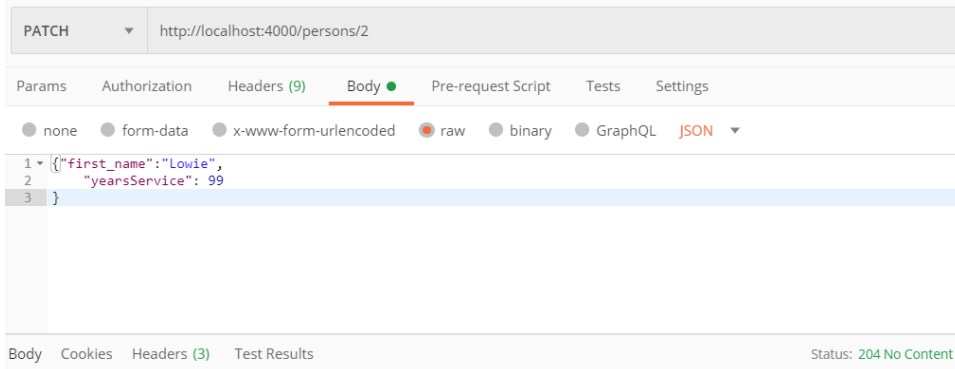 PATCH http://localhost:4000/persons/2
Params Authorization Headers (9) Body Pre-request Script Tests Settings
none form-data x-www-form-urlencoded raw binary GraphQL JSON
1 {"first_name":"Lowie",
2 "yearsService": 99
3 }
Body Cookies Headers (3) Test Results Status: 204 No Content